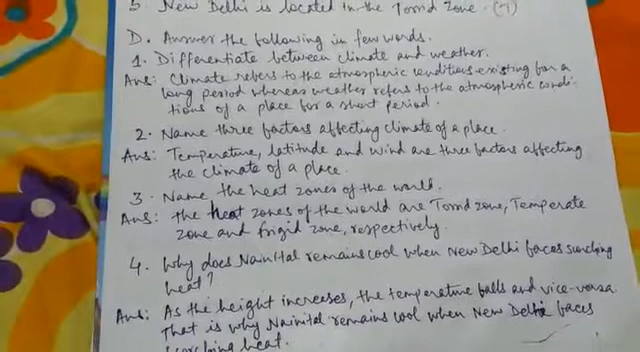 5. New Delhi is located in the Torrid Zone. (T)
D. Answer the following in few words.
1. Differentiate between climate and weather.
Ans: Climate refers to the atmospheric conditions existing for a
long period whereas weather refers to the atmospheric condi-
tions of a place for a short period.
2. Name three factors affecting climate of a place.
Ans: Temperature, latitude and wind are three factors affecting
the climate of a place.
3. Name the heat zones of the world.
Ans: The heat zones of the world are Torrid zone, Temperate
zone and frigid zone, respectively.
4. Why does Nainital remains cool when New Delhi faces scorching
heat?
Ans: As the height increases, the temperature falls and vice-versa.
That is why Nainital remains cool when New Delhi faces
scorching heat.